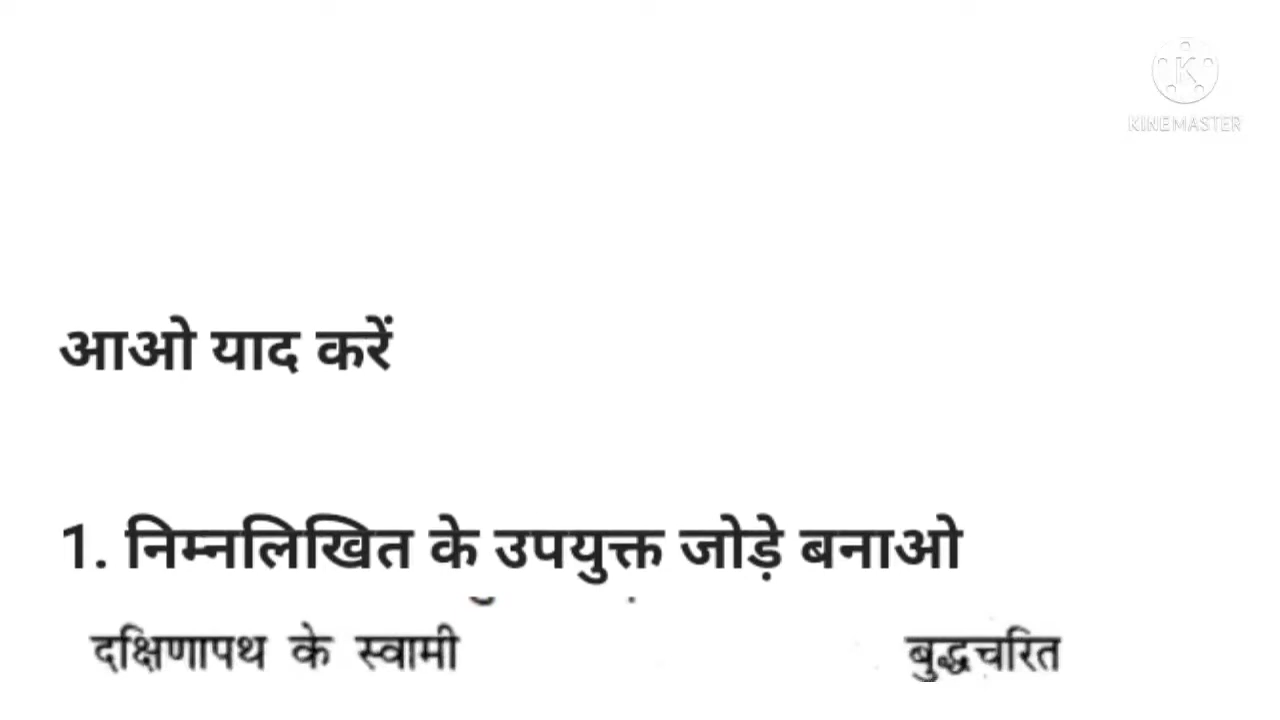 KINEMASTER
आओ याद करें
1. निम्नलिखित के उपयुक्त जोड़े बनाओ
दक्षिणापथ के स्वामी बुद्धचरित